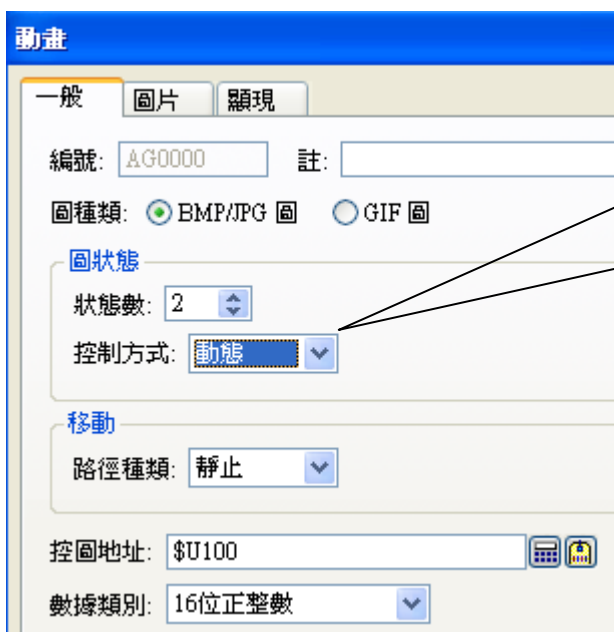 動畫
一般 圖片 顯現
編號: AG0000 註:
圖種類: BMP/JPG 圖 GIF 圖
圖狀態
狀態數: 2
控制方式: 動態
移動
路徑種類: 靜止
控圖地址: $U100
數據類別: 16位正整數